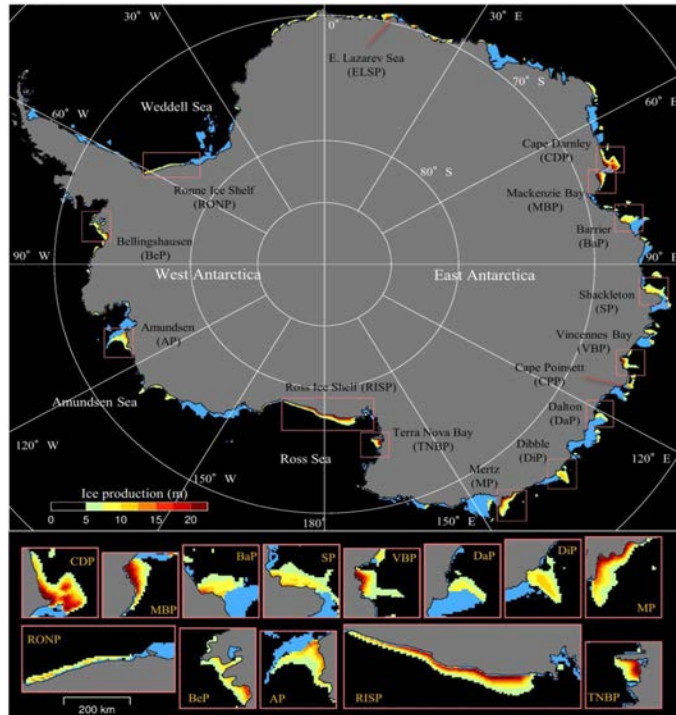 30° W
0°
30° E
E. Lazarev Sea
(ELSP)
70° S
60° W
60° E
Weddell Sea
Cape Darnley
(CDP)
80° S
Mackenzie Bay
(MBP)
Ronne Ice Shelf
(RONP)
Barrier
(BaP)
Bellingshausen
(BeP)
90° W
West Antarctica
East Antarctica
90° E
Shackleton
(SP)
Amundsen
(AP)
Vincennes Bay
(VBP)
Cape Poinsett
(CPP)
Ross Ice Shelf (RISP)
Amundsen Sea
Dalton
(DaP)
Terra Nova Bay
(TNBP)
Dibble
(DiP)
120° W
Ross Sea
120° E
Mertz
(MP)
150° W
Ice production (m)
0 5 10 15 20
180°
150° E
CDP
MBP
BaP
SP
VBP
DaP
DiP
MP
RONP
200 km
BeP
AP
RISP
TNBP